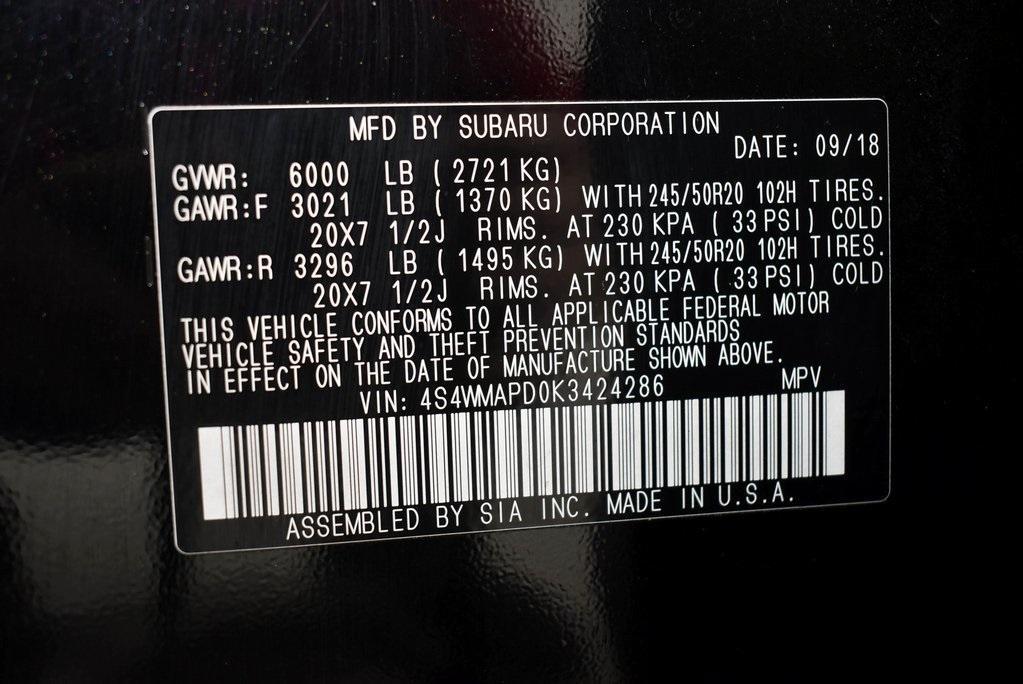 MFD BY SUBARU CORPORATION
DATE: 09/18
GVWR: 6000 LB ( 2721 KG)
GAWR:F 3021 LB ( 1370 KG) WITH 245/50R20 102H TIRES.
20X7 1/2J RIMS. AT 230 KPA ( 33 PSI) COLD
GAWR:R 3296 LB ( 1495 KG) WITH 245/50R20 102H TIRES.
20X7 1/2J RIMS. AT 230 KPA ( 33 PSI) COLD
THIS VEHICLE CONFORMS TO ALL APPLICABLE FEDERAL MOTOR
VEHICLE SAFETY AND THEFT PREVENTION STANDARDS
IN EFFECT ON THE DATE OF MANUFACTURE SHOWN ABOVE.
VIN: 4S4WMAPD0K3424286 MPV
ASSEMBLED BY SIA INC. MADE IN U.S.A.